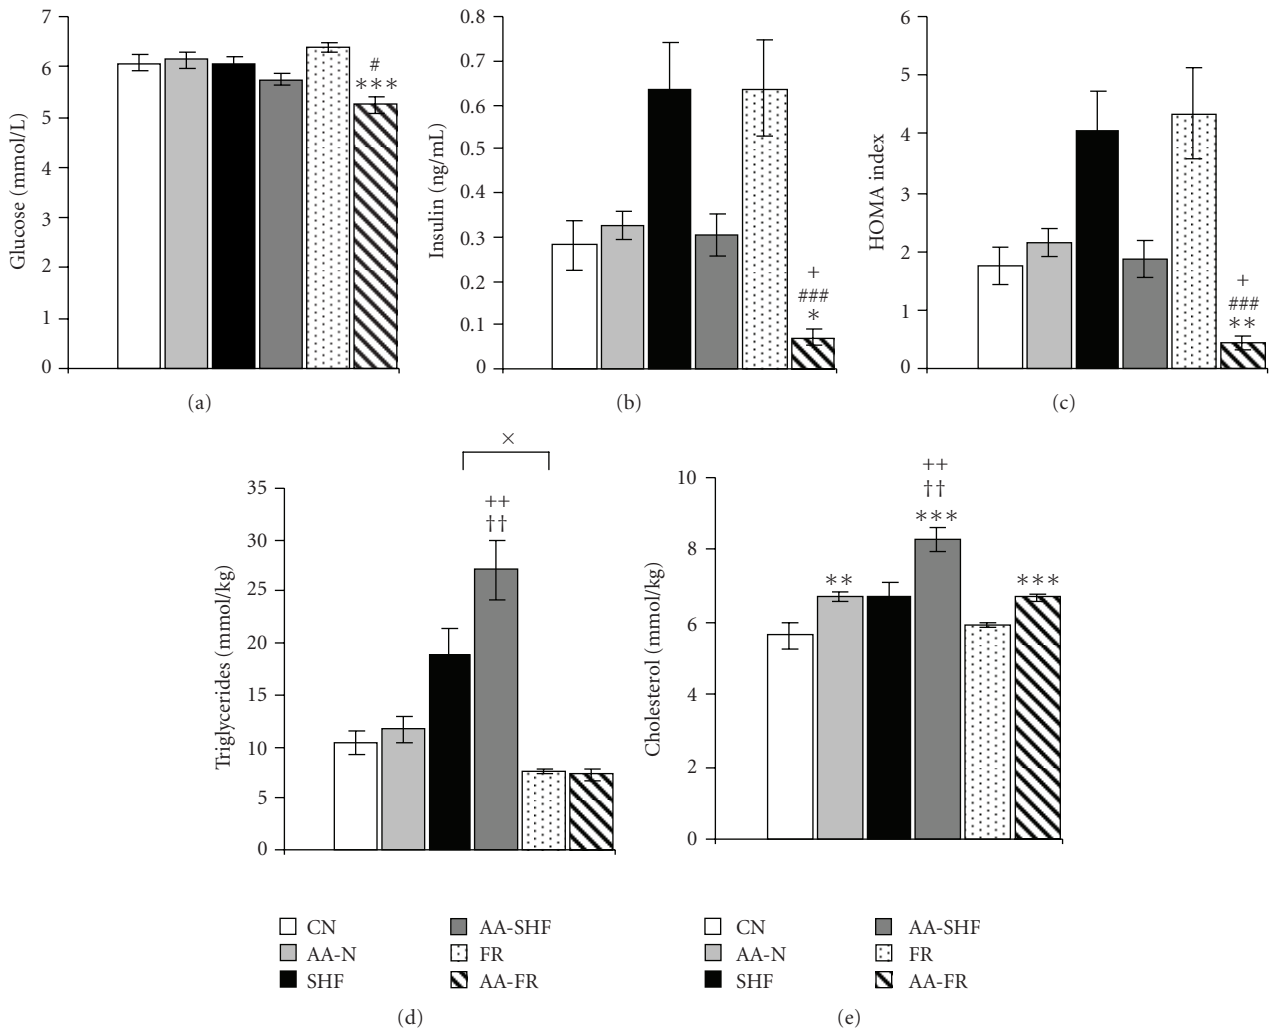 Glucose (mmol/L)
7
6
5
4
3
2
1
0
#
∗∗∗
(a)
Insulin (ng/mL)
0.8
0.7
0.6
0.5
0.4
0.3
0.2
0.1
0
+
###
∗
(b)
HOMA index
6
5
4
3
2
1
0
+
###
∗∗
(c)
Triglycerides (mmol/kg)
35
30
25
20
15
10
5
0
×
++
††
CN
AA-N
SHF
AA-SHF
FR
AA-FR
(d)
Cholesterol (mmol/kg)
10
8
6
4
2
0
∗∗
++
††
∗∗∗
∗∗∗
CN
AA-N
SHF
AA-SHF
FR
AA-FR
(e)